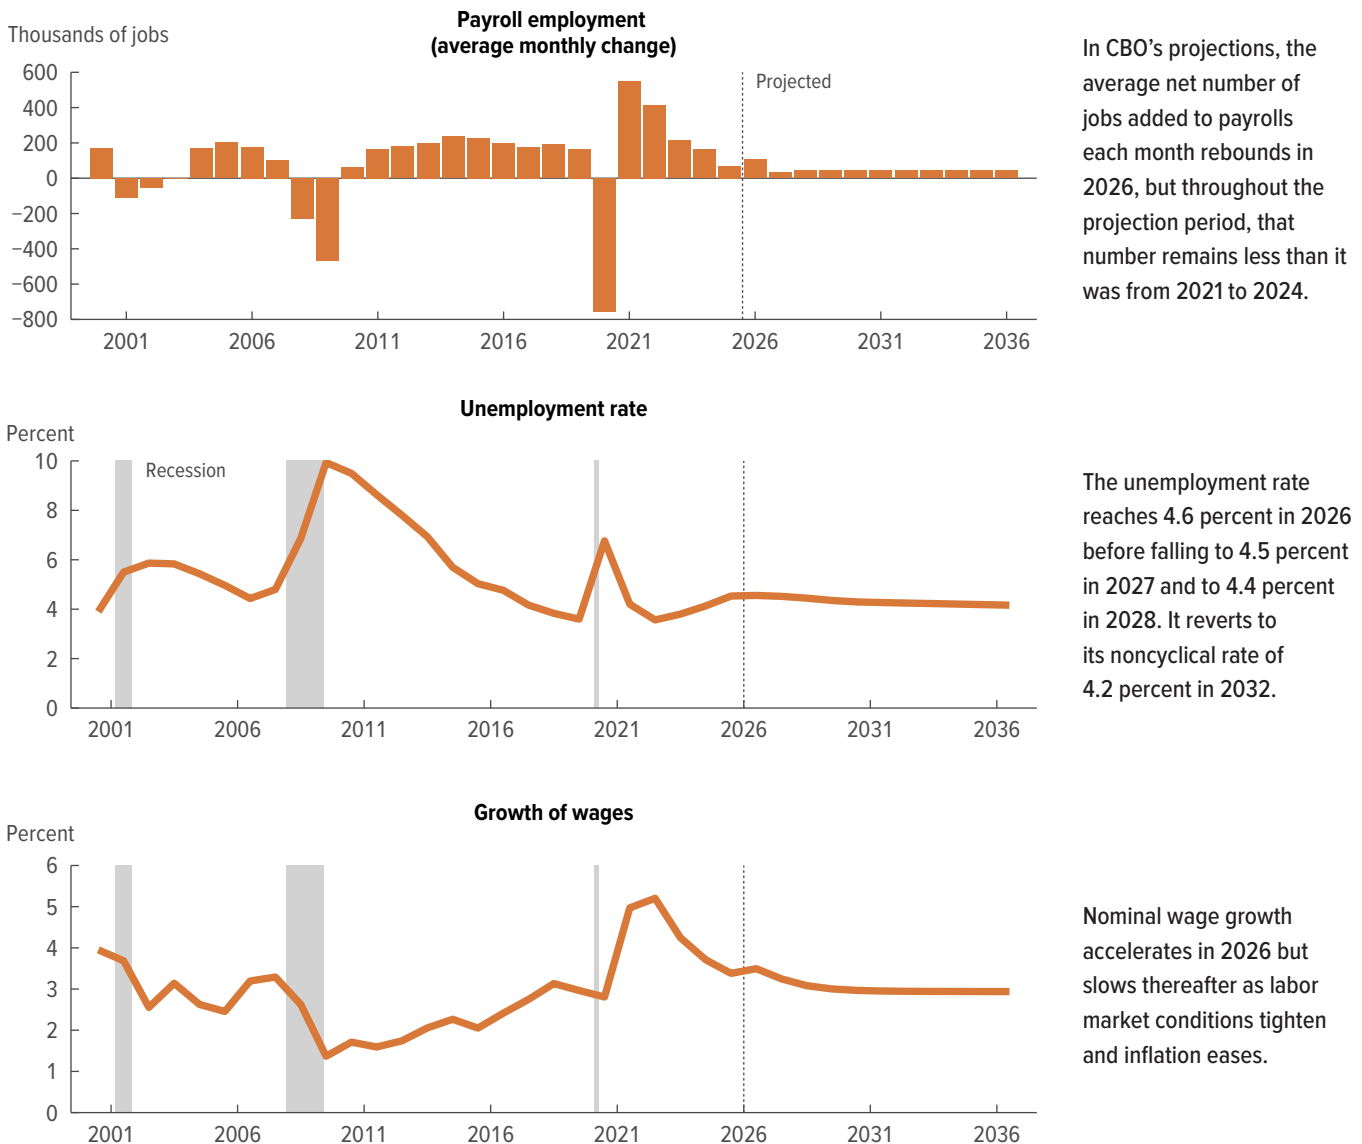 Payroll employment
(average monthly change)
Thousands of jobs
600
400
200
0
−200
−400
−600
−800
Projected
2001 2006 2011 2016 2021 2026 2031 2036
In CBO’s projections, the
average net number of
jobs added to payrolls
each month rebounds in
2026, but throughout the
projection period, that
number remains less than it
was from 2021 to 2024.
Unemployment rate
Percent
10
8
6
4
2
0
Recession
2001 2006 2011 2016 2021 2026 2031 2036
The unemployment rate
reaches 4.6 percent in 2026
before falling to 4.5 percent
in 2027 and to 4.4 percent
in 2028. It reverts to
its noncyclical rate of
4.2 percent in 2032.
Growth of wages
Percent
6
5
4
3
2
1
0
2001 2006 2011 2016 2021 2026 2031 2036
Nominal wage growth
accelerates in 2026 but
slows thereafter as labor
market conditions tighten
and inflation eases.